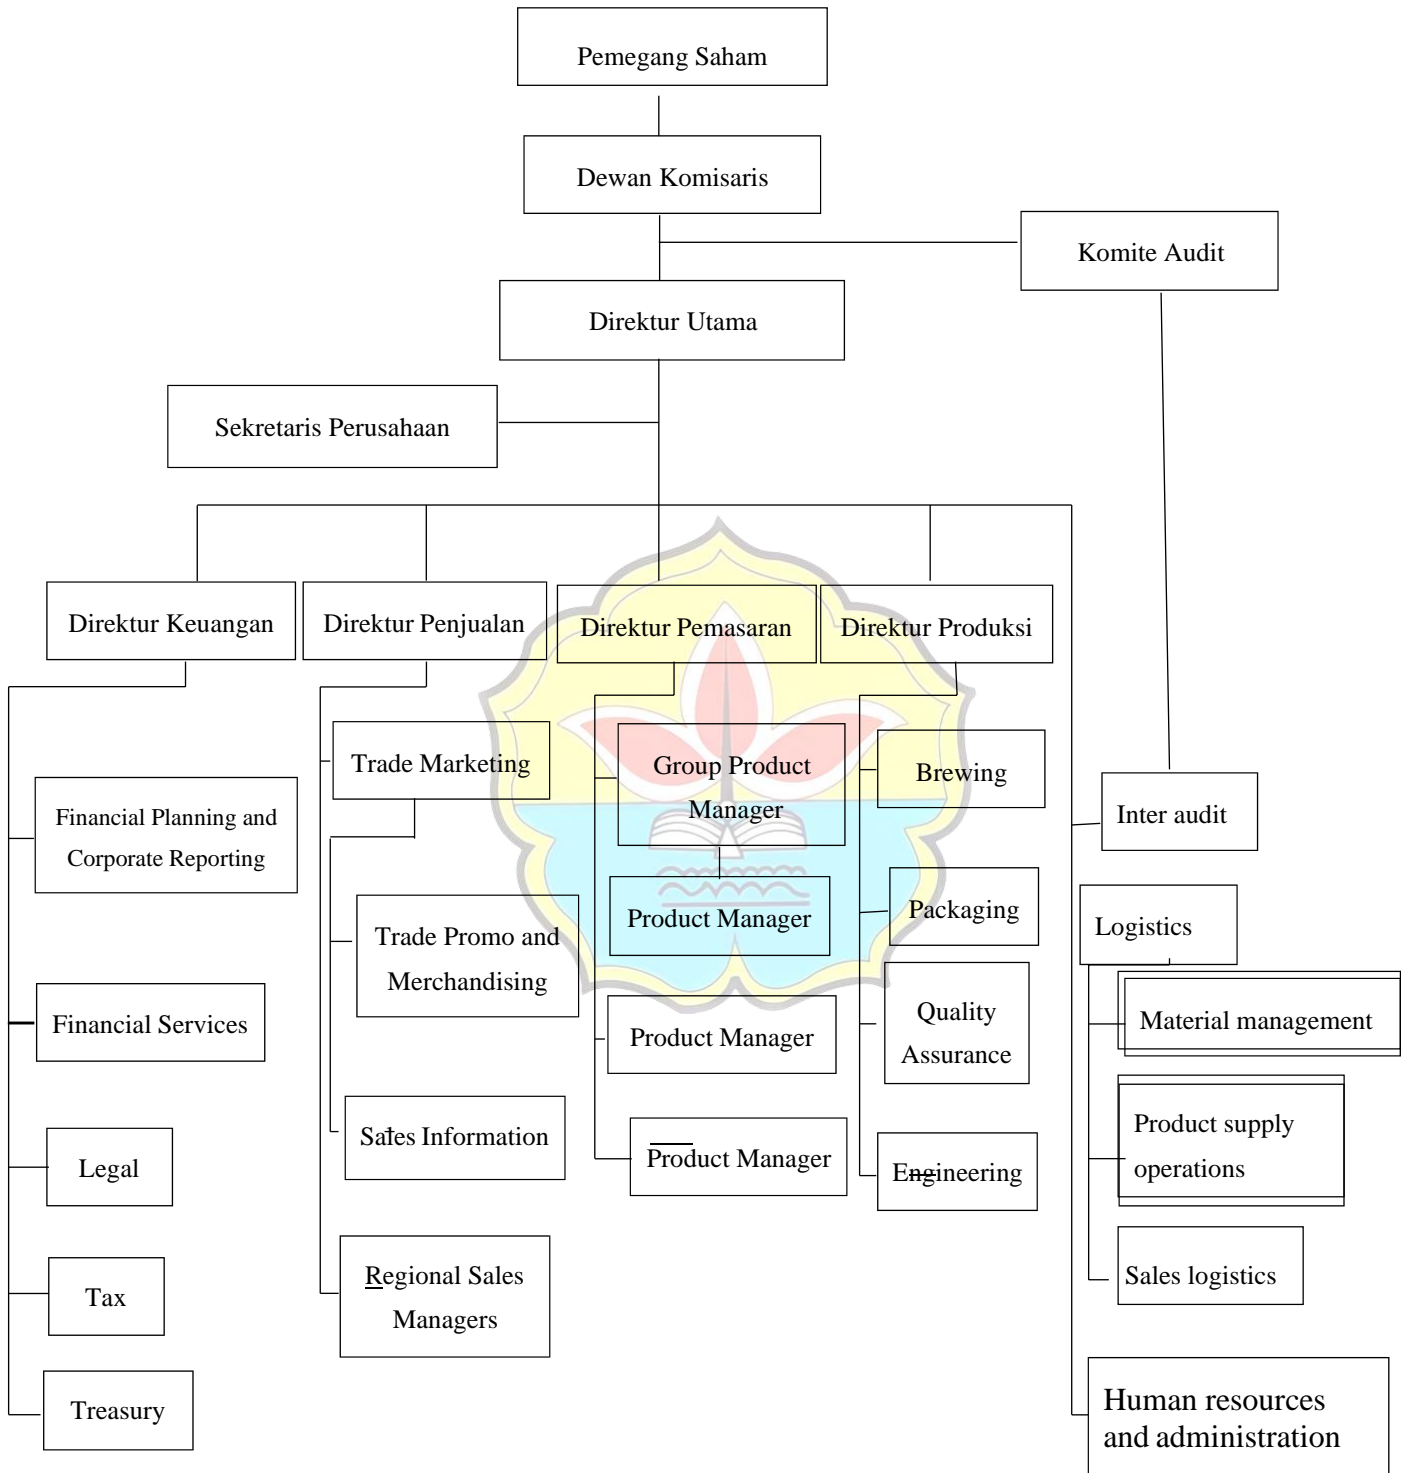 Pemegang Saham
Dewan Komisaris
Komite Audit
Direktur Utama
Sekretaris Perusahaan
Direktur Keuangan
Direktur Penjualan
Direktur Pemasaran
Direktur Produksi
Financial Planning and
Corporate Reporting
Financial Services
Legal
Tax
Treasury
Trade Marketing
Trade Promo and
Merchandising
Sales Information
Regional Sales
Managers
Group Product
Manager
Product Manager
Product Manager
Product Manager
Brewing
Packaging
Quality
Assurance
Engineering
Inter audit
Logistics
Material management
Product supply
operations
Sales logistics
Human resources
and administration